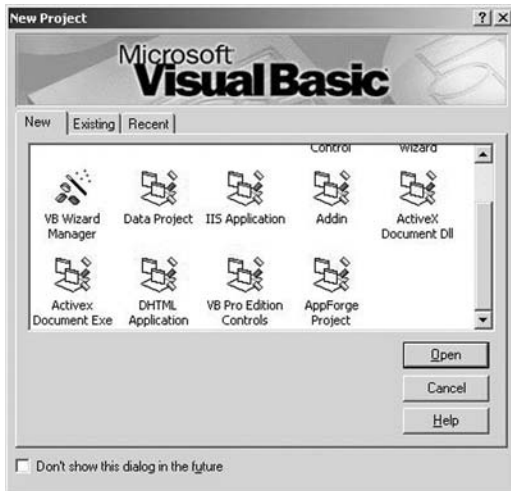 New Project
Microsoft
Visual Basic
New Existing Recent
Control Wizard
VB Wizard Manager
Data Project
IIS Application
Addin
ActiveX Document Dll
Activex Document Exe
DHTML Application
VB Pro Edition Controls
AppForge Project
Open
Cancel
Help
Don't show this dialog in the future